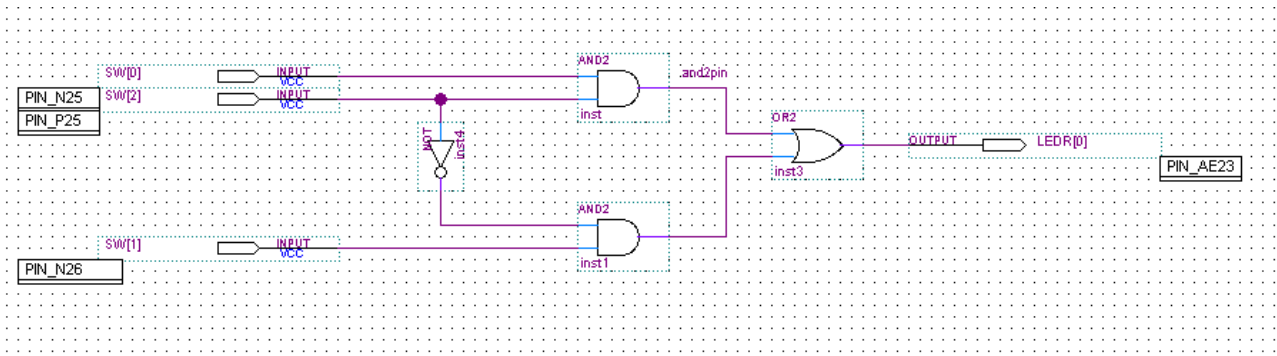 AND2
SW[0]
INPUT
VCC
.and2pin
PIN_N25
SW[2]
INPUT
VCC
PIN_P25
inst
OR2
NOT
inst4
OUTPUT
LEDR[0]
inst3
PIN_AE23
AND2
SW[1]
INPUT
VCC
PIN_N26
inst1